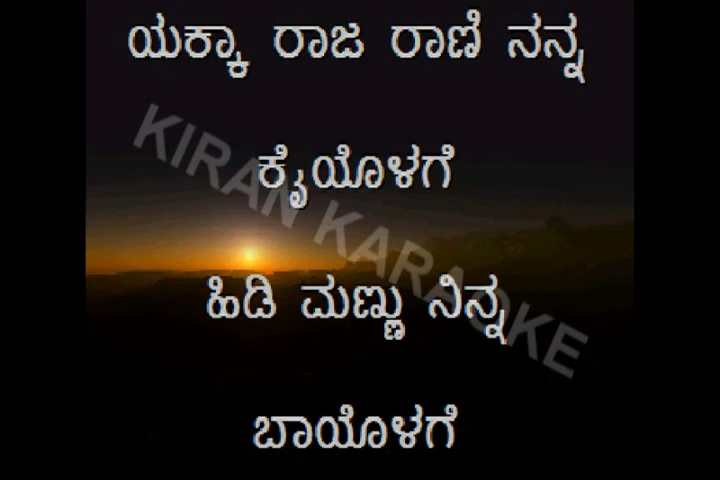 ಯಕ್ಕಾ ರಾಜ ರಾಣಿ ನನ್ನ
ಕೈಯೊಳಗೆ
ಹಿಡಿ ಮಣ್ಣು ನಿನ್ನ
ಬಾಯೊಳಗೆ
KIRAN KARAOKE